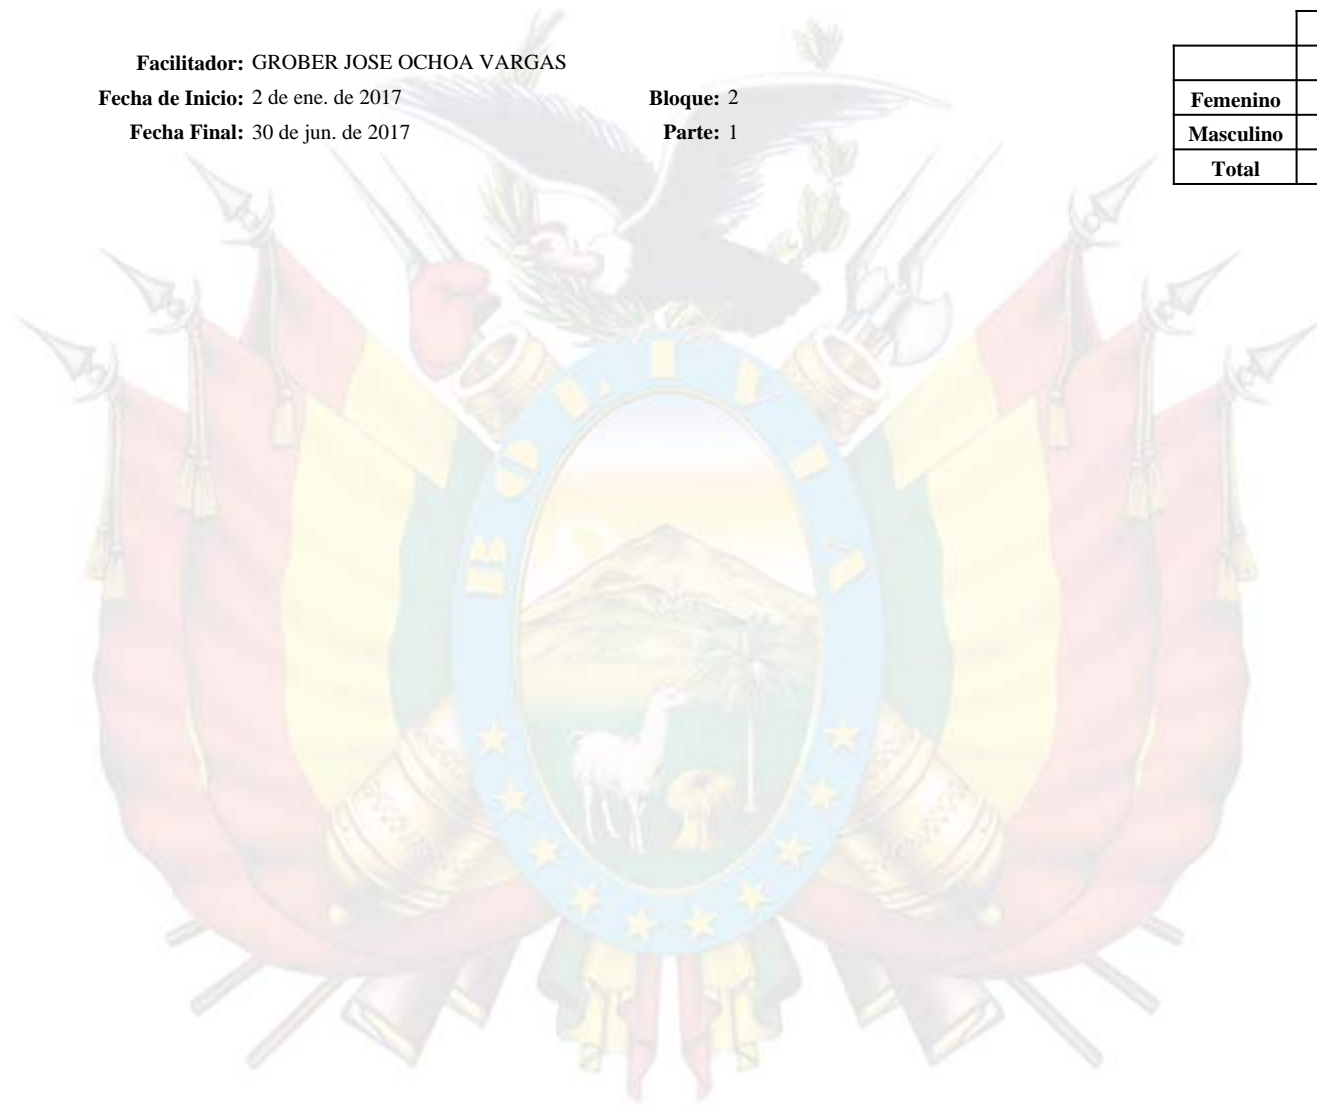 Facilitador: GROBER JOSE OCHOA VARGAS
Fecha de Inicio: 2 de ene. de 2017 Bloque: 2
Fecha Final: 30 de jun. de 2017 Parte: 1
Femenino
Masculino
Total
BOLIVIA